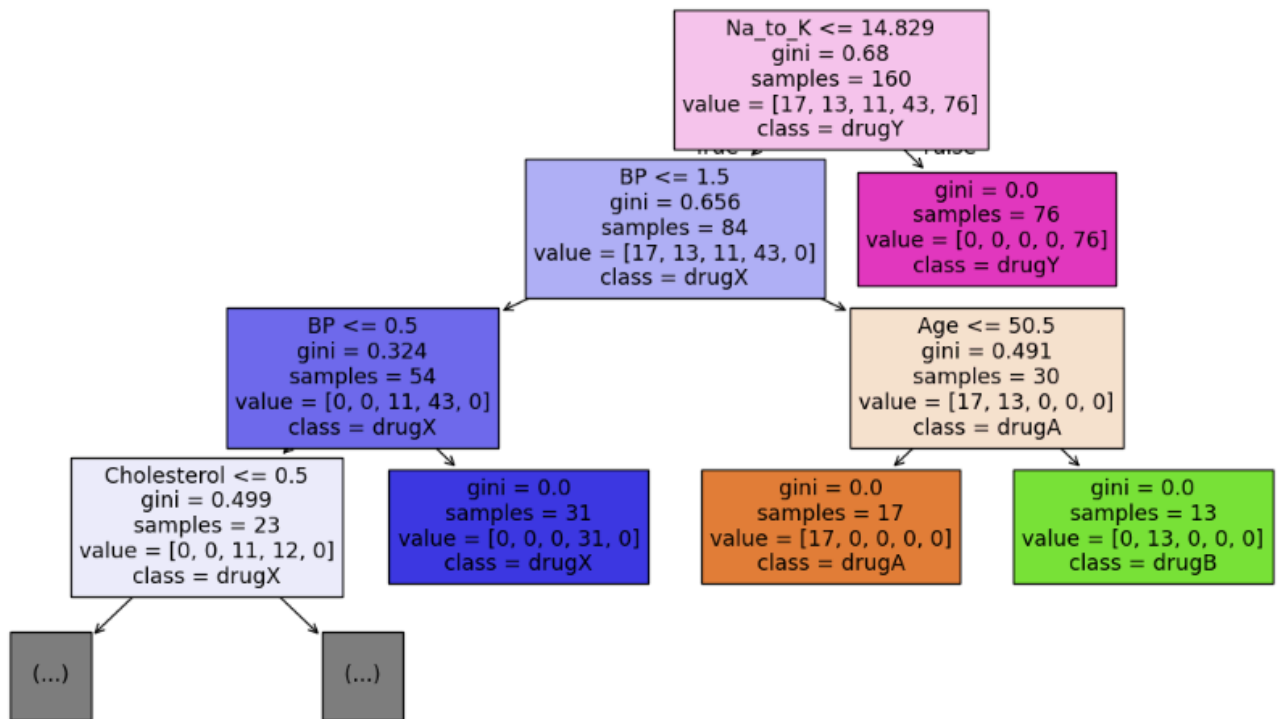 Na_to_K <= 14.829
gini = 0.68
samples = 160
value = [17, 13, 11, 43, 76]
class = drugY
True
False
BP <= 1.5
gini = 0.656
samples = 84
value = [17, 13, 11, 43, 0]
class = drugX
gini = 0.0
samples = 76
value = [0, 0, 0, 0, 76]
class = drugY
BP <= 0.5
gini = 0.324
samples = 54
value = [0, 0, 11, 43, 0]
class = drugX
Age <= 50.5
gini = 0.491
samples = 30
value = [17, 13, 0, 0, 0]
class = drugA
Cholesterol <= 0.5
gini = 0.499
samples = 23
value = [0, 0, 11, 12, 0]
class = drugX
gini = 0.0
samples = 31
value = [0, 0, 0, 31, 0]
class = drugX
gini = 0.0
samples = 17
value = [17, 0, 0, 0, 0]
class = drugA
gini = 0.0
samples = 13
value = [0, 13, 0, 0, 0]
class = drugB
(...)
(...)